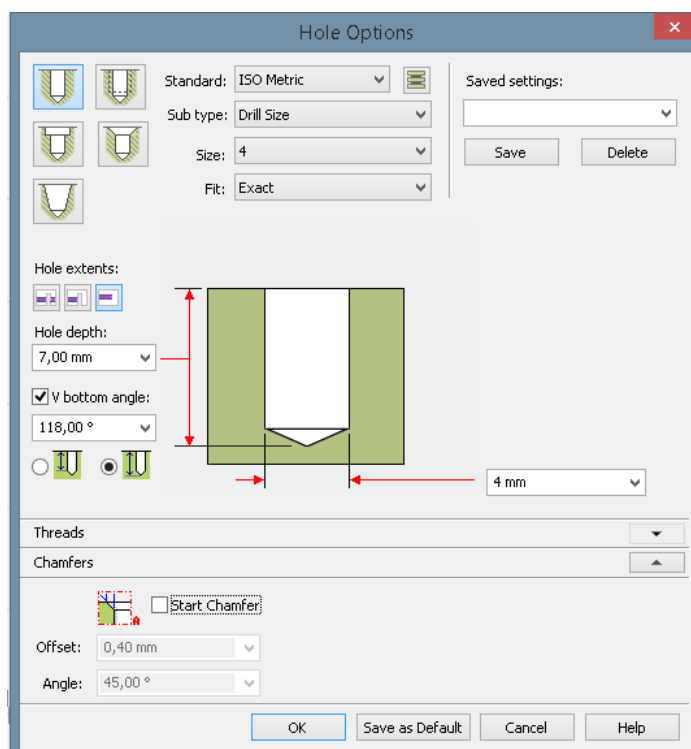 Hole Options
Standard: ISO Metric
Saved settings:
Sub type: Drill Size
Size: 4
Save Delete
Fit: Exact
Hole extents:
Hole depth:
7,00 mm
V bottom angle:
118,00 °
4 mm
Threads
Chamfers
A
Start Chamfer
Offset: 0,40 mm
Angle: 45,00 °
OK Save as Default Cancel Help